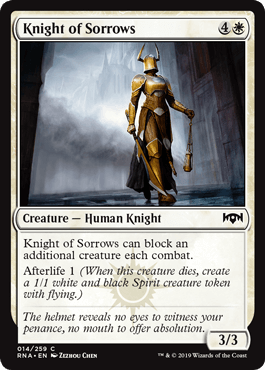 Knight of Sorrows 4
Creature — Human Knight
Knight of Sorrows can block an
additional creature each combat.
Afterlife 1 (When this creature dies, create
a 1/1 white and black Spirit creature token
with flying.)
The helmet reveals no eyes to witness your
penance, no mouth to offer absolution.
3/3
014/259 C
RNA • EN ZEZHOU CHEN
™ & © 2019 Wizards of the Coast